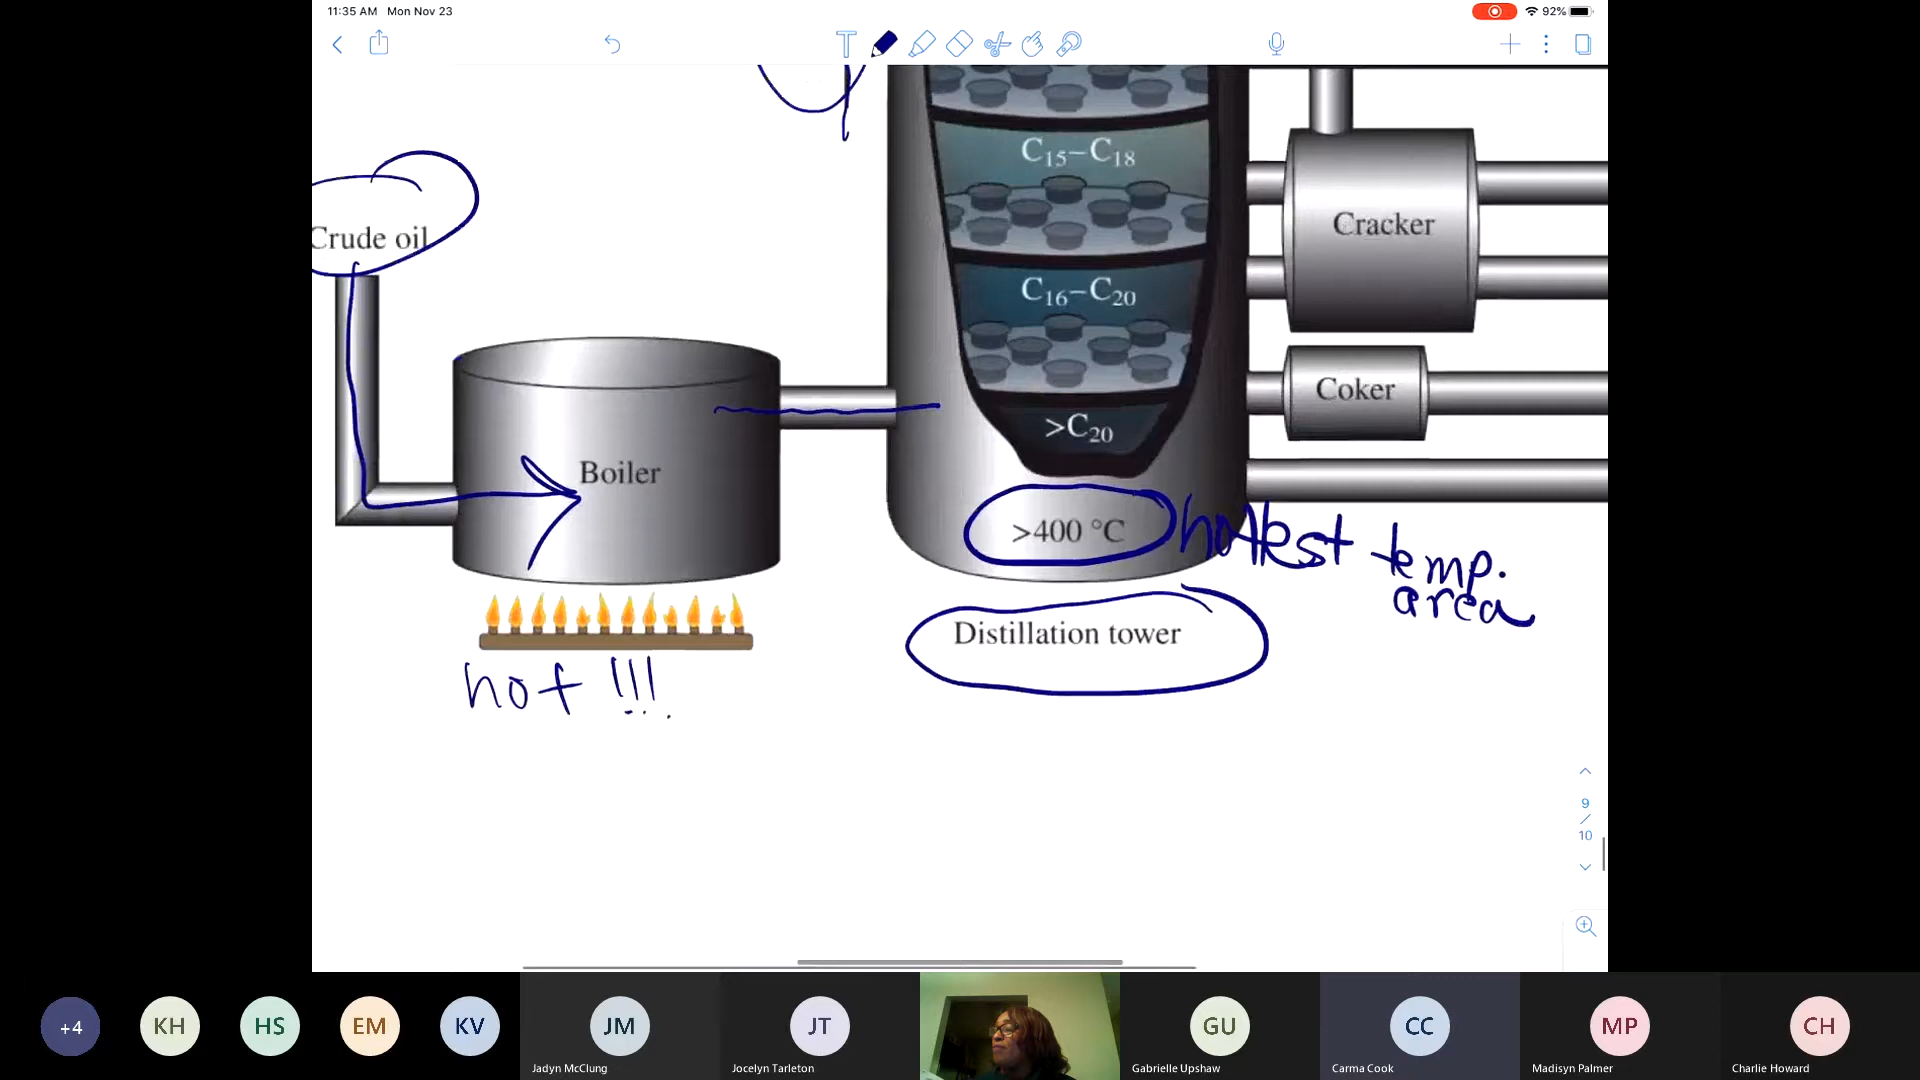 11:35 AM Mon Nov 23
92%
C15–C18
Cracker
Crude oil
C16–C20
Coker
>C20
Boiler
>400 °C
hottest temp.
area
Distillation tower
hot !!!
9
/
10
+4
KH
HS
EM
KV
JM
JT
GU
CC
MP
CH
Jadyn McClung
Jocelyn Tarleton
Gabrielle Upshaw
Carma Cook
Madisyn Palmer
Charlie Howard